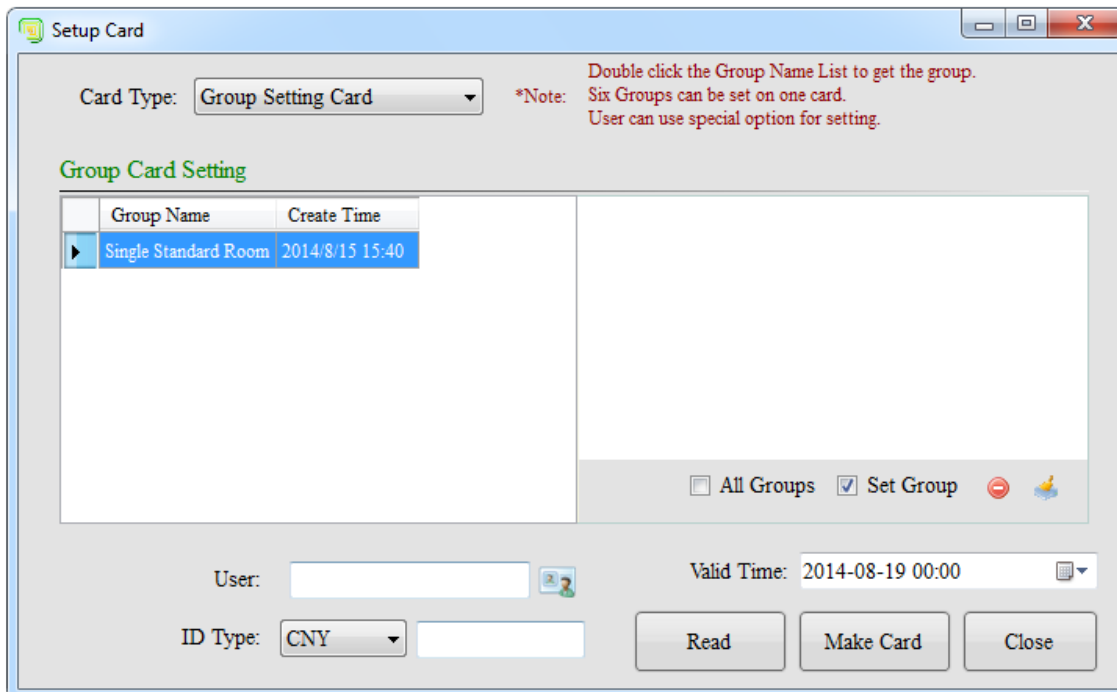 Setup Card
Card Type: Group Setting Card *Note: Double click the Group Name List to get the group.
Six Groups can be set on one card.
User can use special option for setting.
Group Card Setting
Group Name Create Time
Single Standard Room 2014/8/15 15:40
All Groups Set Group
User: Valid Time: 2014-08-19 00:00
ID Type: CNY Read Make Card Close